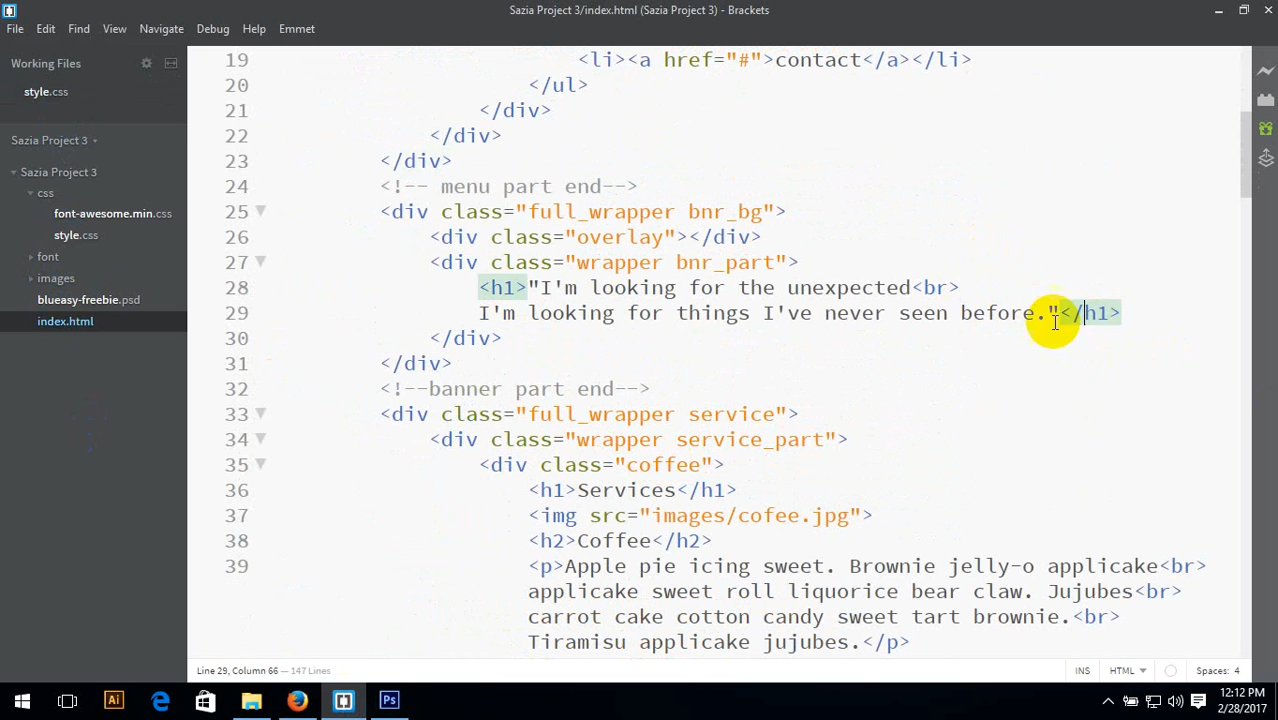 Sazia Project 3/index.html (Sazia Project 3) - Brackets
File Edit Find View Navigate Debug Help Emmet
Working Files
style.css
Sazia Project 3
Sazia Project 3
css
font-awesome.min.css
style.css
font
images
blueasy-freebie.psd
index.html
19 <li><a href="#">contact</a></li>
20 </ul>
21 </div>
22 </div>
23 </div>
24 <!-- menu part end-->
25 <div class="full_wrapper bnr_bg">
26 <div class="overlay"></div>
27 <div class="wrapper bnr_part">
28 <h1>"I'm looking for the unexpected<br>
29 I'm looking for things I've never seen before."</h1>
30 </div>
31 </div>
32 <!--banner part end-->
33 <div class="full_wrapper service">
34 <div class="wrapper service_part">
35 <div class="coffee">
36 <h1>Services</h1>
37 <img src="images/cofee.jpg">
38 <h2>Coffee</h2>
39 <p>Apple pie icing sweet. Brownie jelly-o applicake<br>
applicake sweet roll liquorice bear claw. Jujubes<br>
carrot cake cotton candy sweet tart brownie.<br>
Tiramisu applicake jujubes.</p>
Line 29, Column 66 — 147 Lines
INS HTML Spaces: 4
Ai
Ps
12:12 PM
2/28/2017